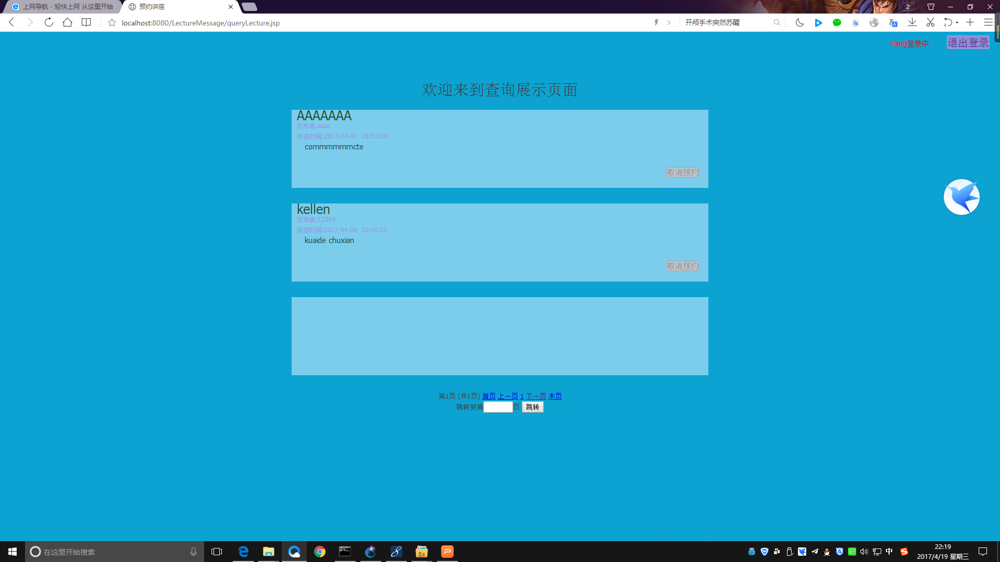 上网导航 - 轻快上网 从这里开始
预约讲座
2
localhost:8080/LectureMessage/queryLecture.jsp
开颅手术突然苏醒
4
wang登录中
退出登录
欢迎来到查询展示页面
AAAAAAA
发布者:aaaa
讲座时间:2017-04-07 20:51:00
commmmmmcte
取消预约
kellen
发布者:12345
讲座时间:2017-04-06 20:40:00
kuaide chuxian
取消预约
第1页 (共1页) 首页 上一页 1 下一页 末页
跳转到第 页 跳转
在这里开始搜索
中
22:19
2017/4/19 星期三